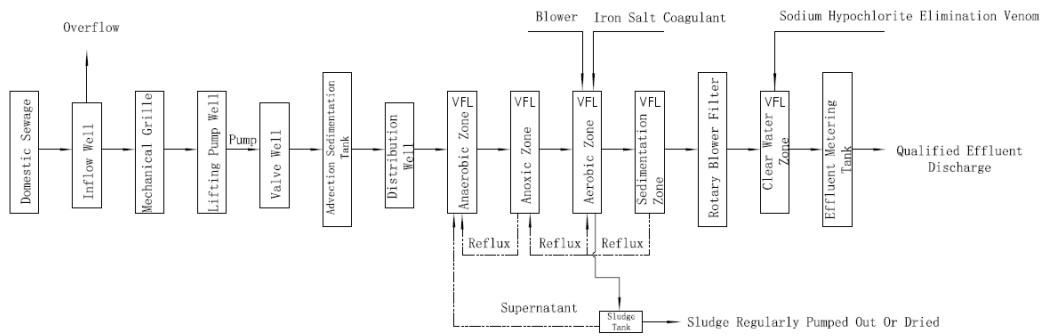 Blower
Iron Salt Coagulant
Sodium Hypochlorite Elimination Venom
Overflow
Domestic Sewage
Inflow Well
Mechanical Grille
Lifting Pump Well
Pump
Valve Well
Advection Sedimentation
Tank
Distribution
Well
VFL
Anaerobic Zone
VFL
Anoxic Zone
VFL
Aerobic Zone
VFL
Sedimentation
Zone
Rotary Blower Filter
VFL
Clear Water
Zone
Effluent Metering
Tank
Qualified Effluent
Discharge
Reflux
Reflux
Reflux
Supernatant
Sludge
Tank
Sludge Regularly Pumped Out Or Dried